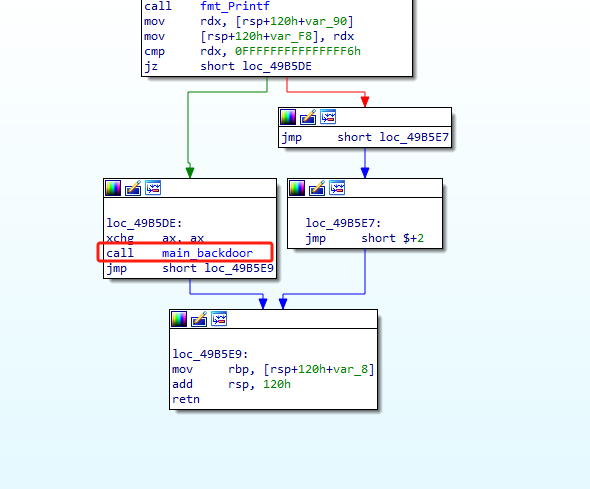 call    fmt_Printf
mov     rdx, [rsp+120h+var_90]
mov     [rsp+120h+var_F8], rdx
cmp     rdx, 0FFFFFFFFFFFFFFF6h
jz      short loc_49B5DE
jmp     short loc_49B5E7
loc_49B5DE:
xchg    ax, ax
call    main_backdoor
jmp     short loc_49B5E9
loc_49B5E7:
jmp     short $+2
loc_49B5E9:
mov     rbp, [rsp+120h+var_8]
add     rsp, 120h
retn